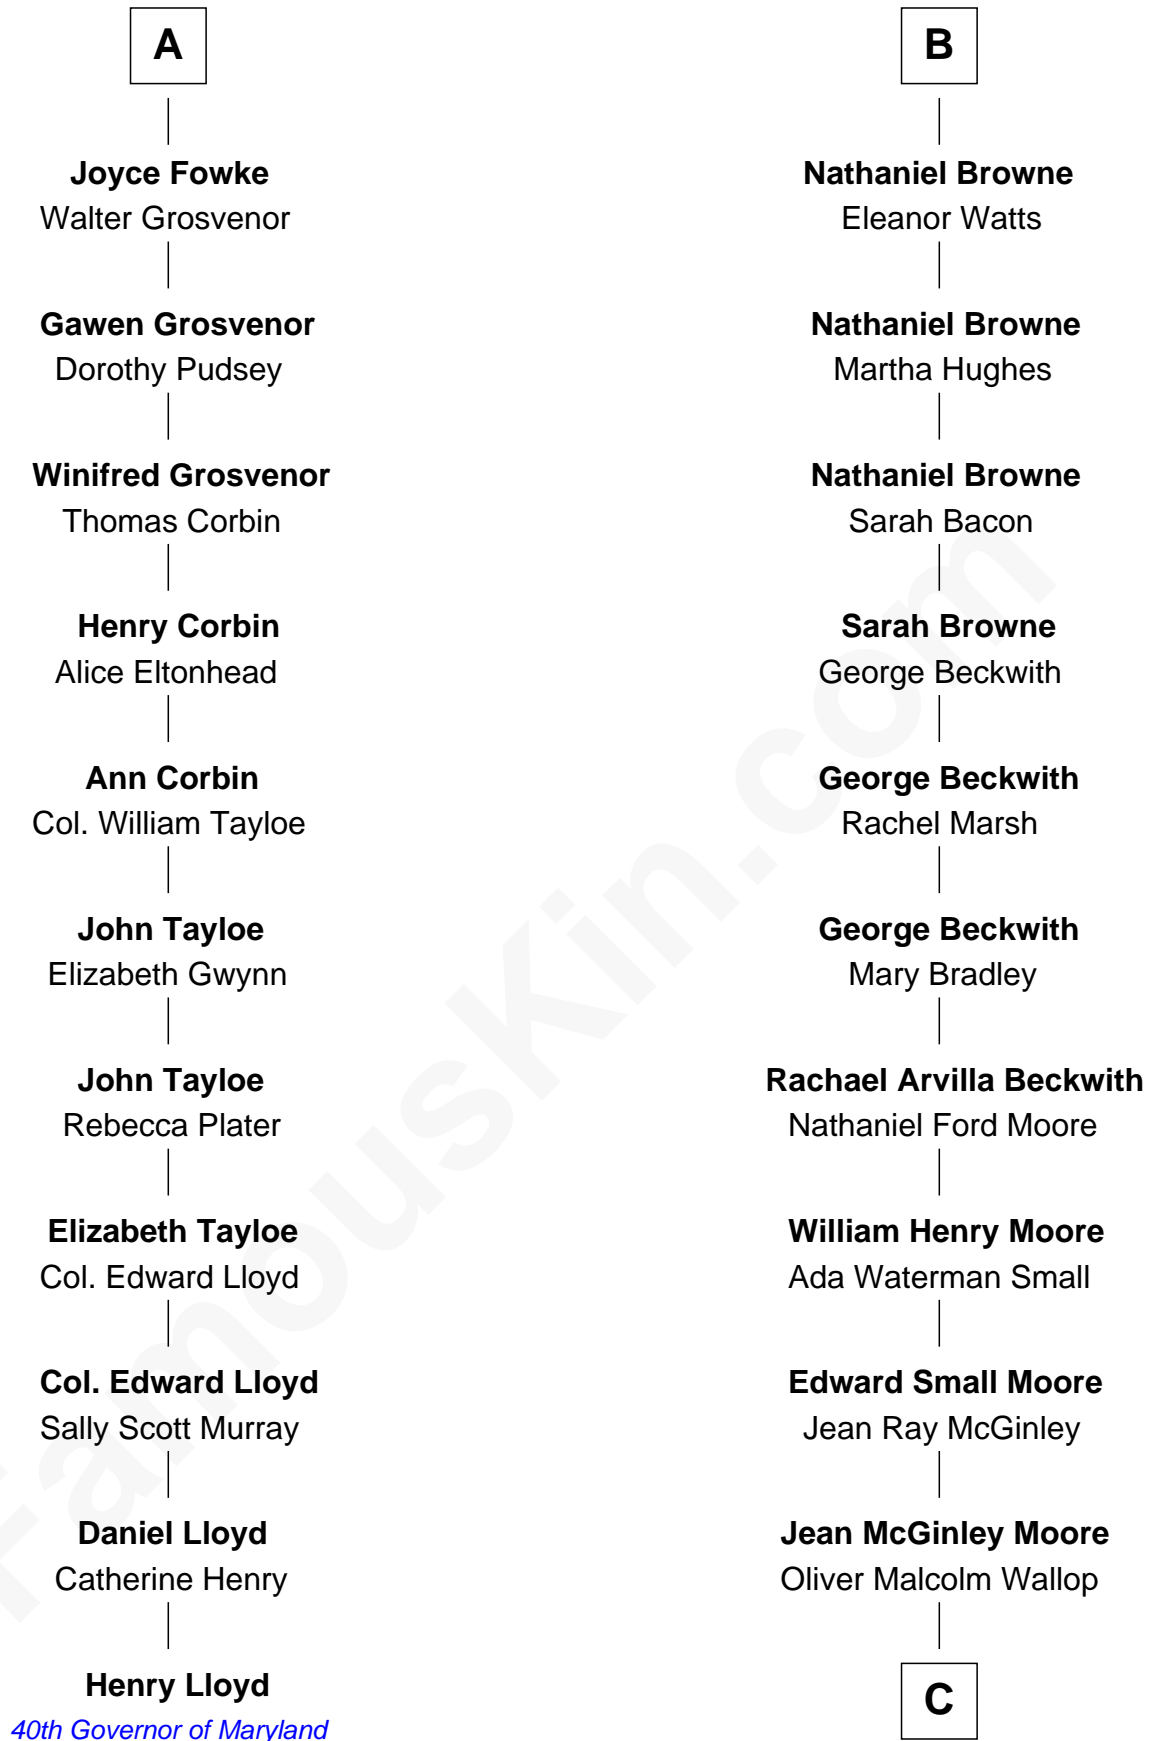 A
Joyce Fowke
Walter Grosvenor
Gawen Grosvenor
Dorothy Pudsey
Winifred Grosvenor
Thomas Corbin
Henry Corbin
Alice Eltonhead
Ann Corbin
Col. William Tayloe
John Tayloe
Elizabeth Gwynn
John Tayloe
Rebecca Plater
Elizabeth Tayloe
Col. Edward Lloyd
Col. Edward Lloyd
Sally Scott Murray
Daniel Lloyd
Catherine Henry
Henry Lloyd
40th Governor of Maryland
B
Nathaniel Browne
Eleanor Watts
Nathaniel Browne
Martha Hughes
Nathaniel Browne
Sarah Bacon
Sarah Browne
George Beckwith
George Beckwith
Rachel Marsh
George Beckwith
Mary Bradley
Rachael Arvilla Beckwith
Nathaniel Ford Moore
William Henry Moore
Ada Waterman Small
Edward Small Moore
Jean Ray McGinley
Jean McGinley Moore
Oliver Malcolm Wallop
C
FamousKin.com